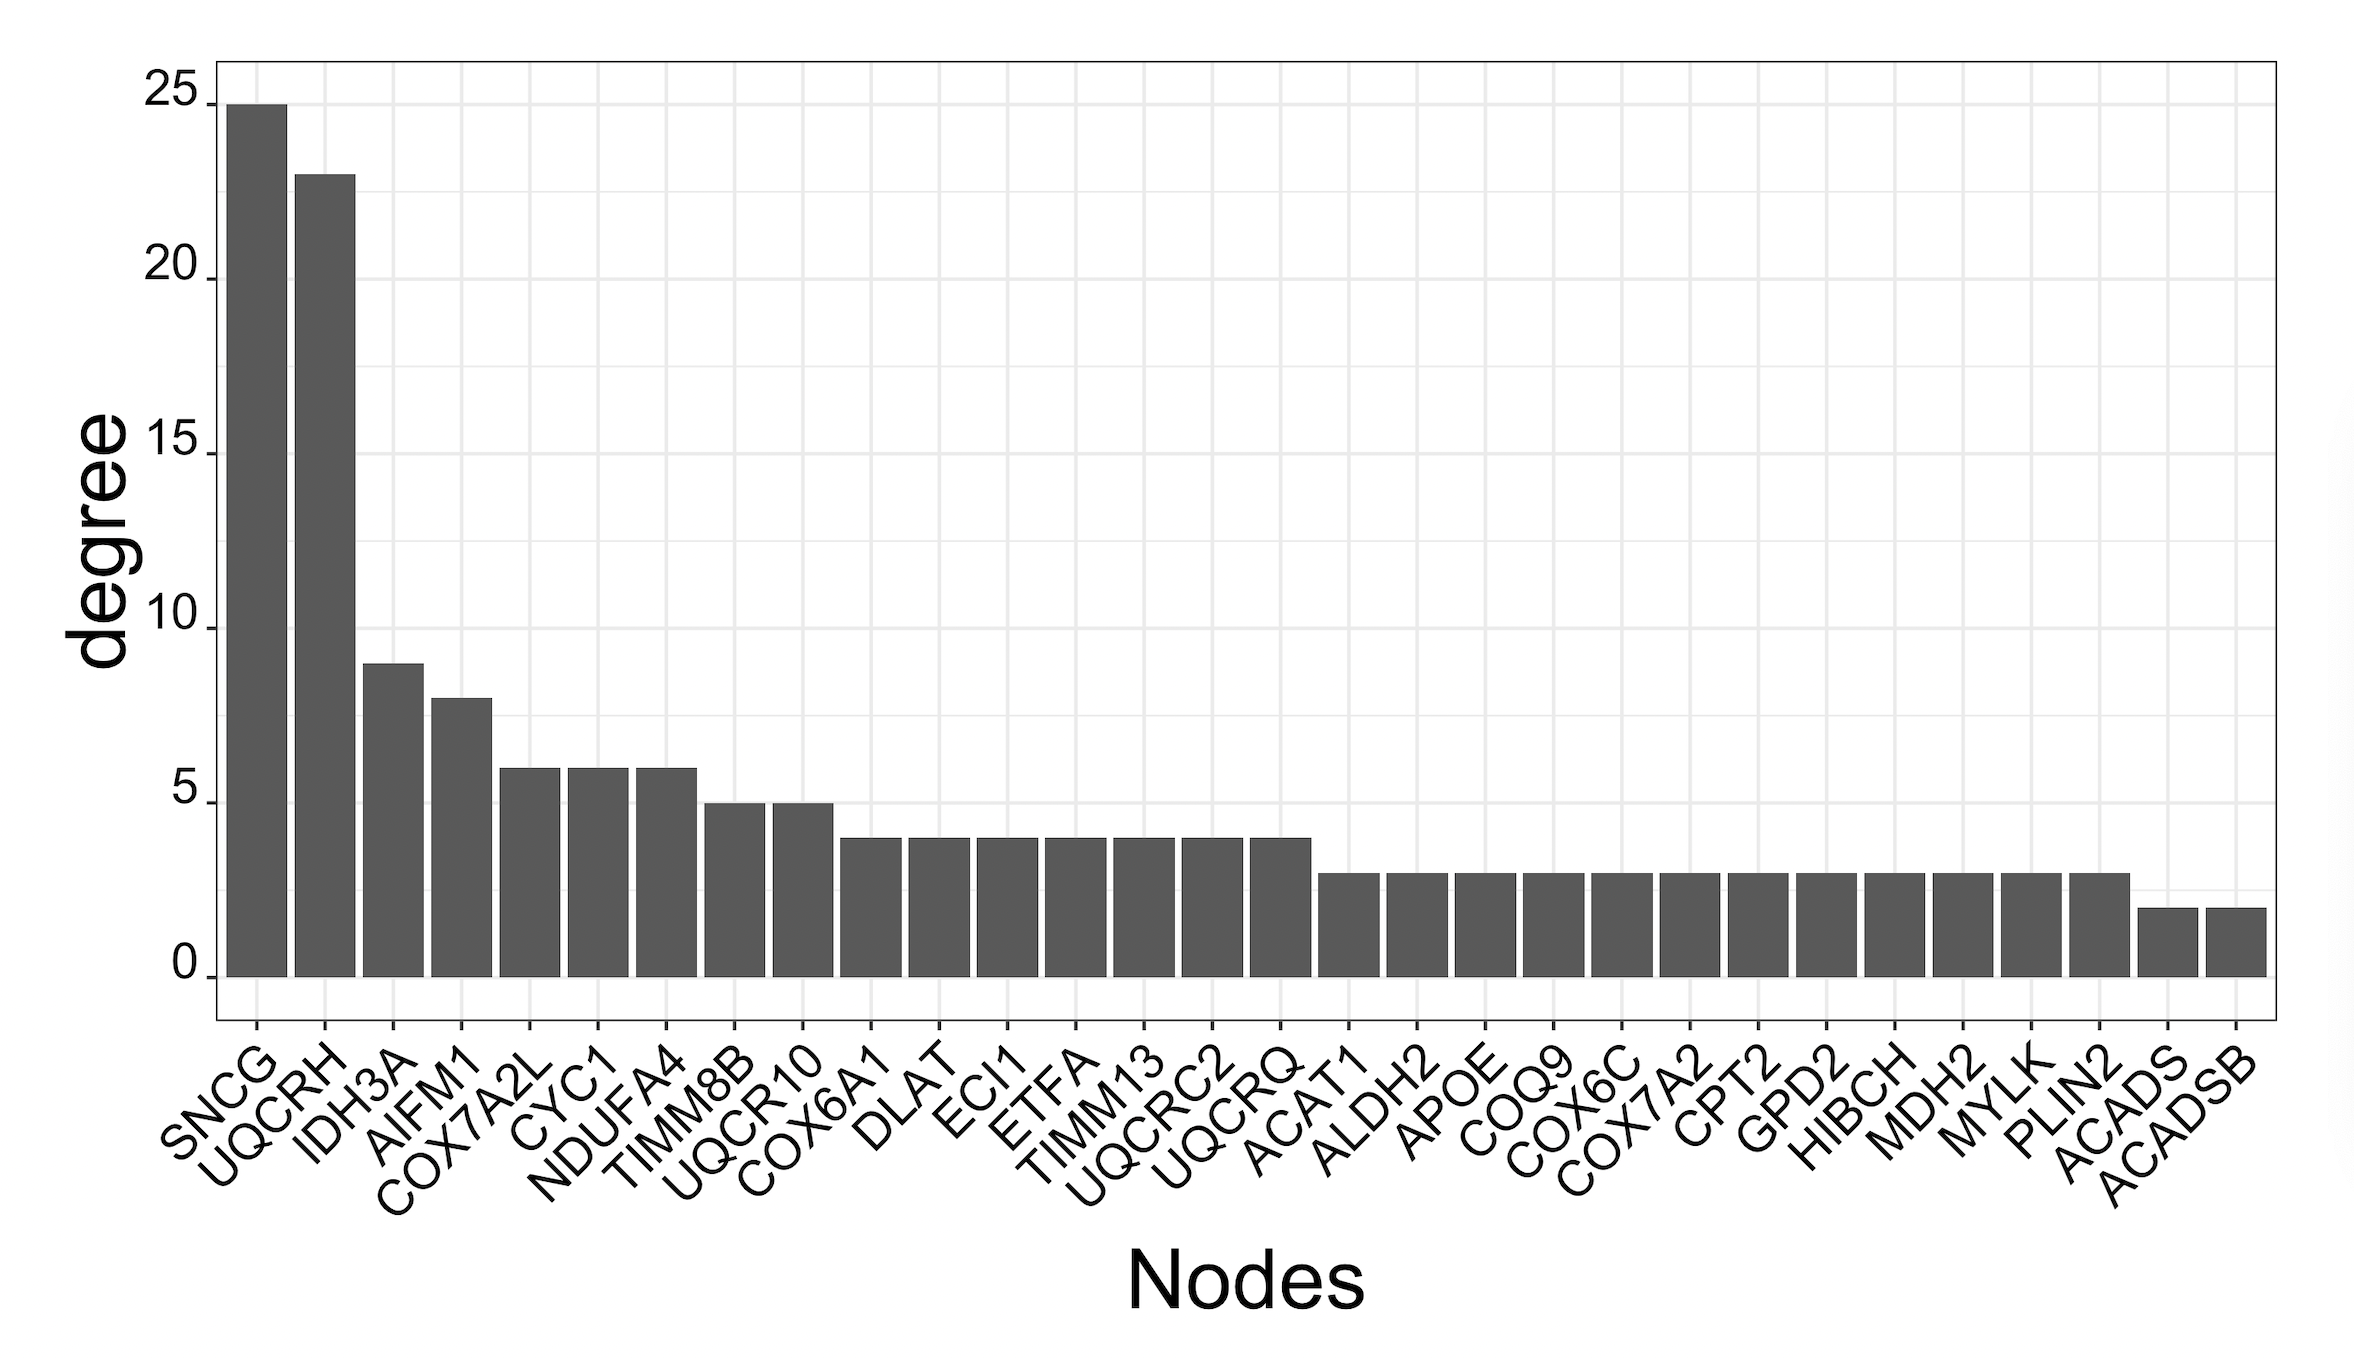 degree
25
20
15
10
5
0
SNCG
UQCRH
IDH3A
AIFM1
COX7A2L
CYC1
NDUFA4
TIMM8B
UQCR10
COX6A1
DLAT
ECI1
ETFA
TIMM13
UQCRC2
UQCRQ
ACAT1
ALDH2
APOE
COQ9
COX6C
COX7A2
CPT2
GPD2
HIBCH
MDH2
MYLK
PLIN2
ACADS
ACADSB
Nodes